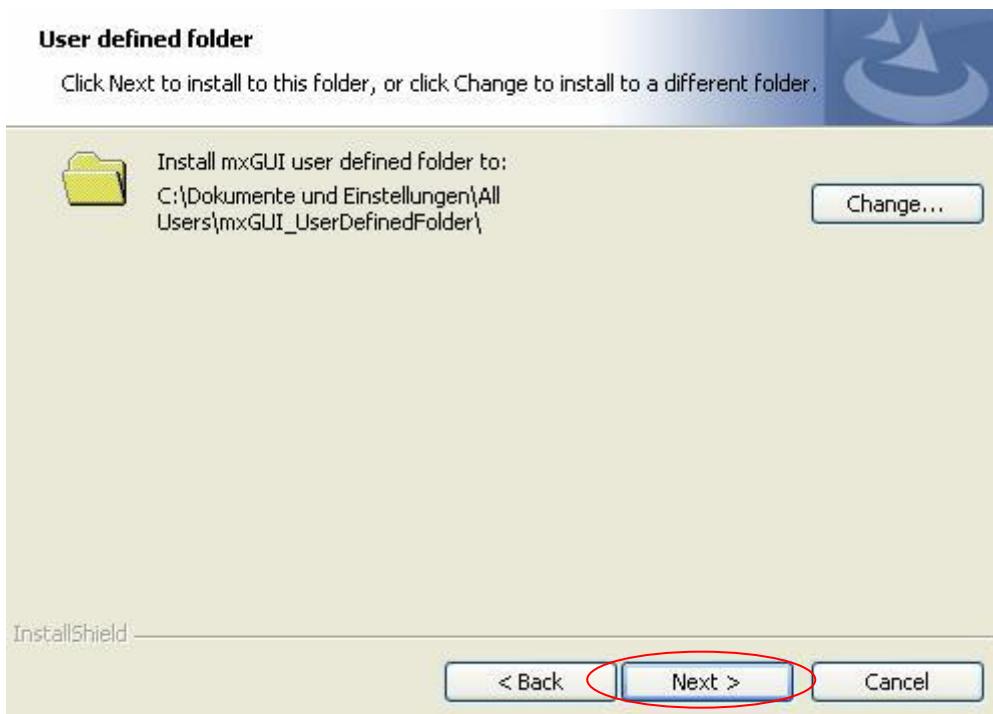 User defined folder
Click Next to install to this folder, or click Change to install to a different folder.
Install mxGUI user defined folder to:
C:\Dokumente und Einstellungen\All
Users\mxGUI_UserDefinedFolder\
Change...
InstallShield
< Back
Next >
Cancel